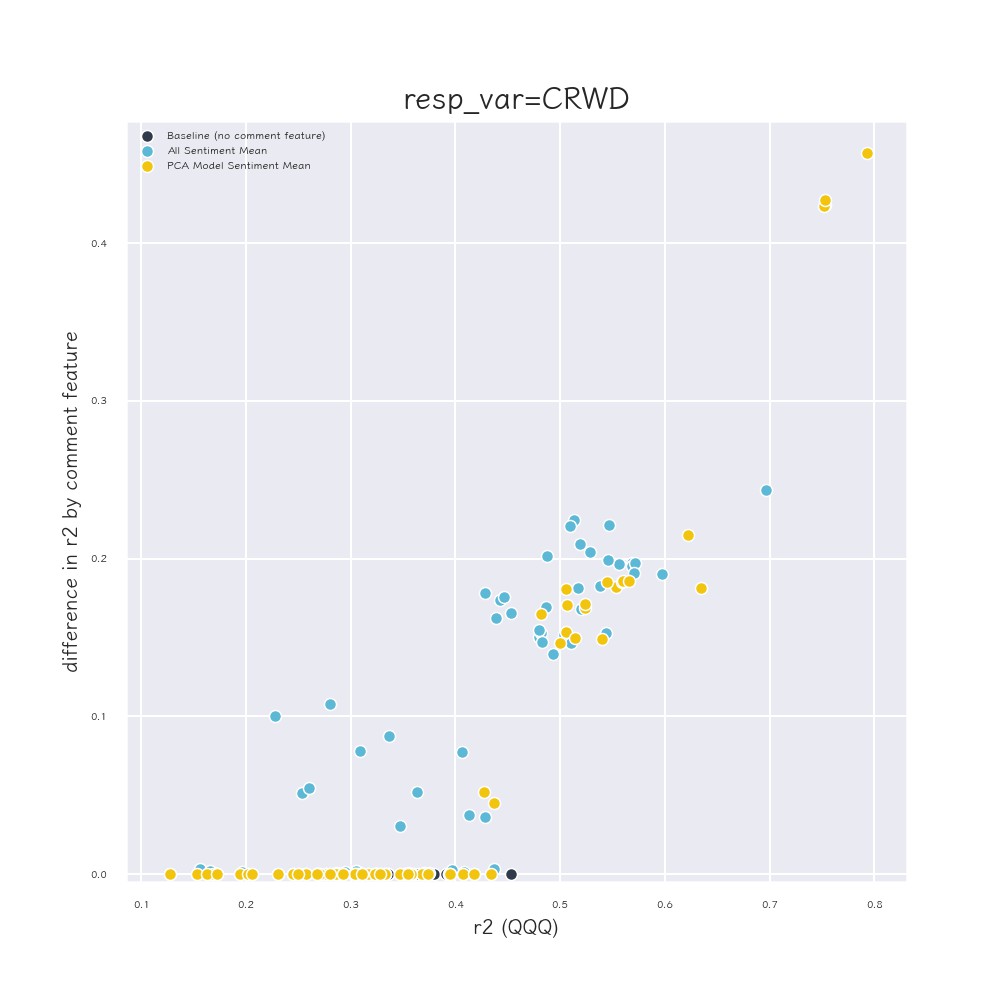 resp_var=CRWD
Baseline (no comment feature)
All Sentiment Mean
PCA Model Sentiment Mean
difference in r2 by comment feature
0.4
0.3
0.2
0.1
0.0
0.1 0.2 0.3 0.4 0.5 0.6 0.7 0.8
r2 (QQQ)